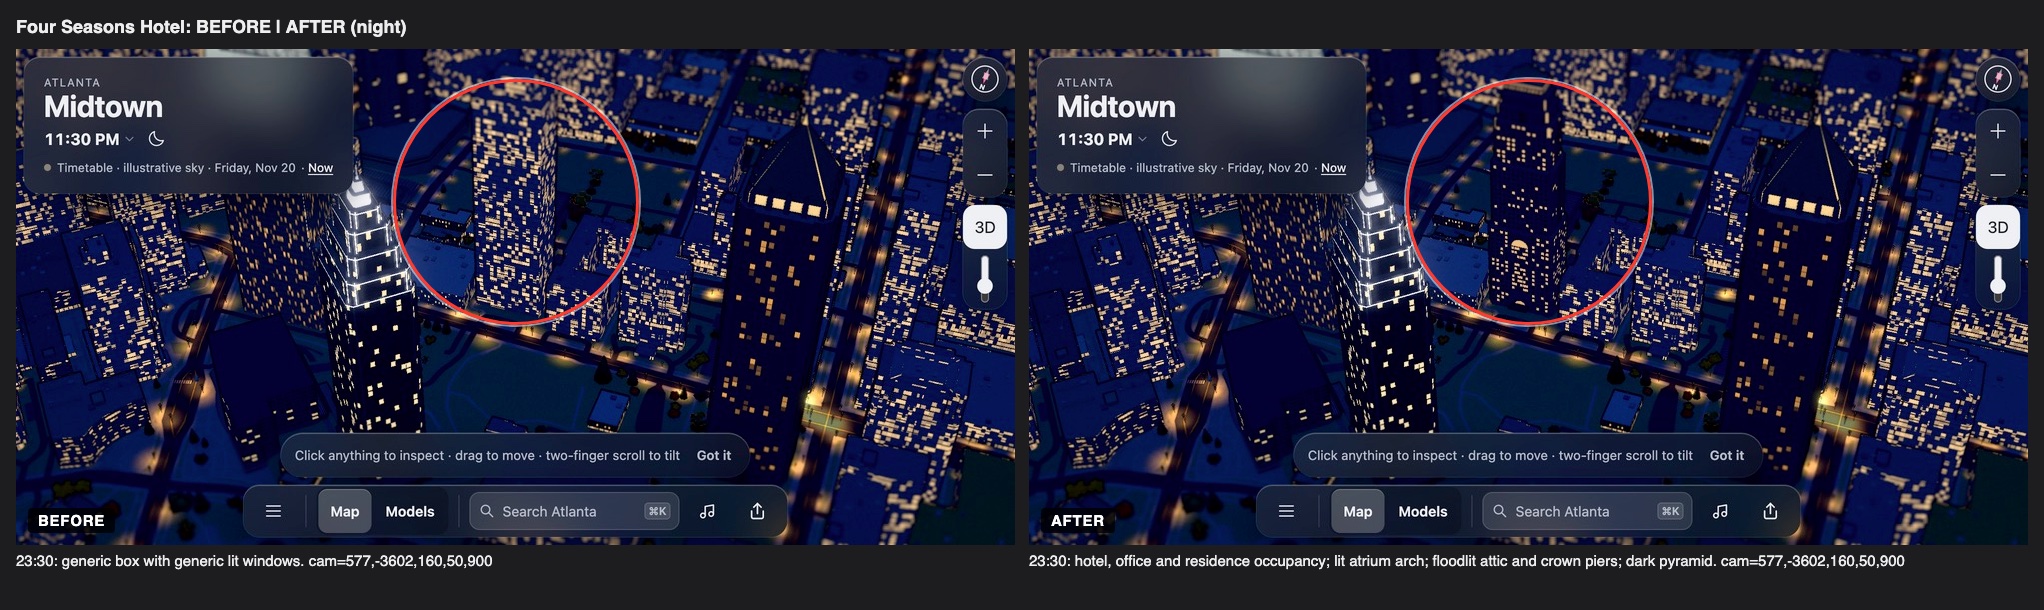 Four Seasons Hotel: BEFORE | AFTER (night)
ATLANTA
Midtown
11:30 PM
Timetable · illustrative sky · Friday, Nov 20 · Now
N
+
−
3D
Click anything to inspect · drag to move · two-finger scroll to tilt Got it
Map Models Search Atlanta ⌘K
BEFORE
23:30: generic box with generic lit windows. cam=577,-3602,160,50,900
ATLANTA
Midtown
11:30 PM
Timetable · illustrative sky · Friday, Nov 20 · Now
N
+
−
3D
Click anything to inspect · drag to move · two-finger scroll to tilt Got it
Map Models Search Atlanta ⌘K
AFTER
23:30: hotel, office and residence occupancy; lit atrium arch; floodlit attic and crown piers; dark pyramid. cam=577,-3602,160,50,900